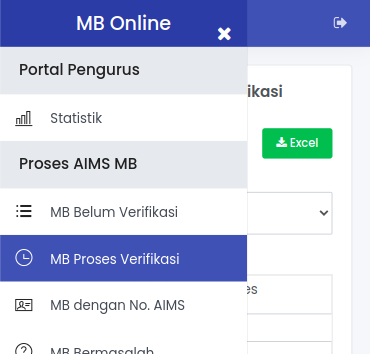 MB Online
Portal Pengurus
ikasi
Statistik
Excel
Proses AIMS MB
MB Belum Verifikasi
MB Proses Verifikasi
es
MB dengan No. AIMS
MB Bermasalah